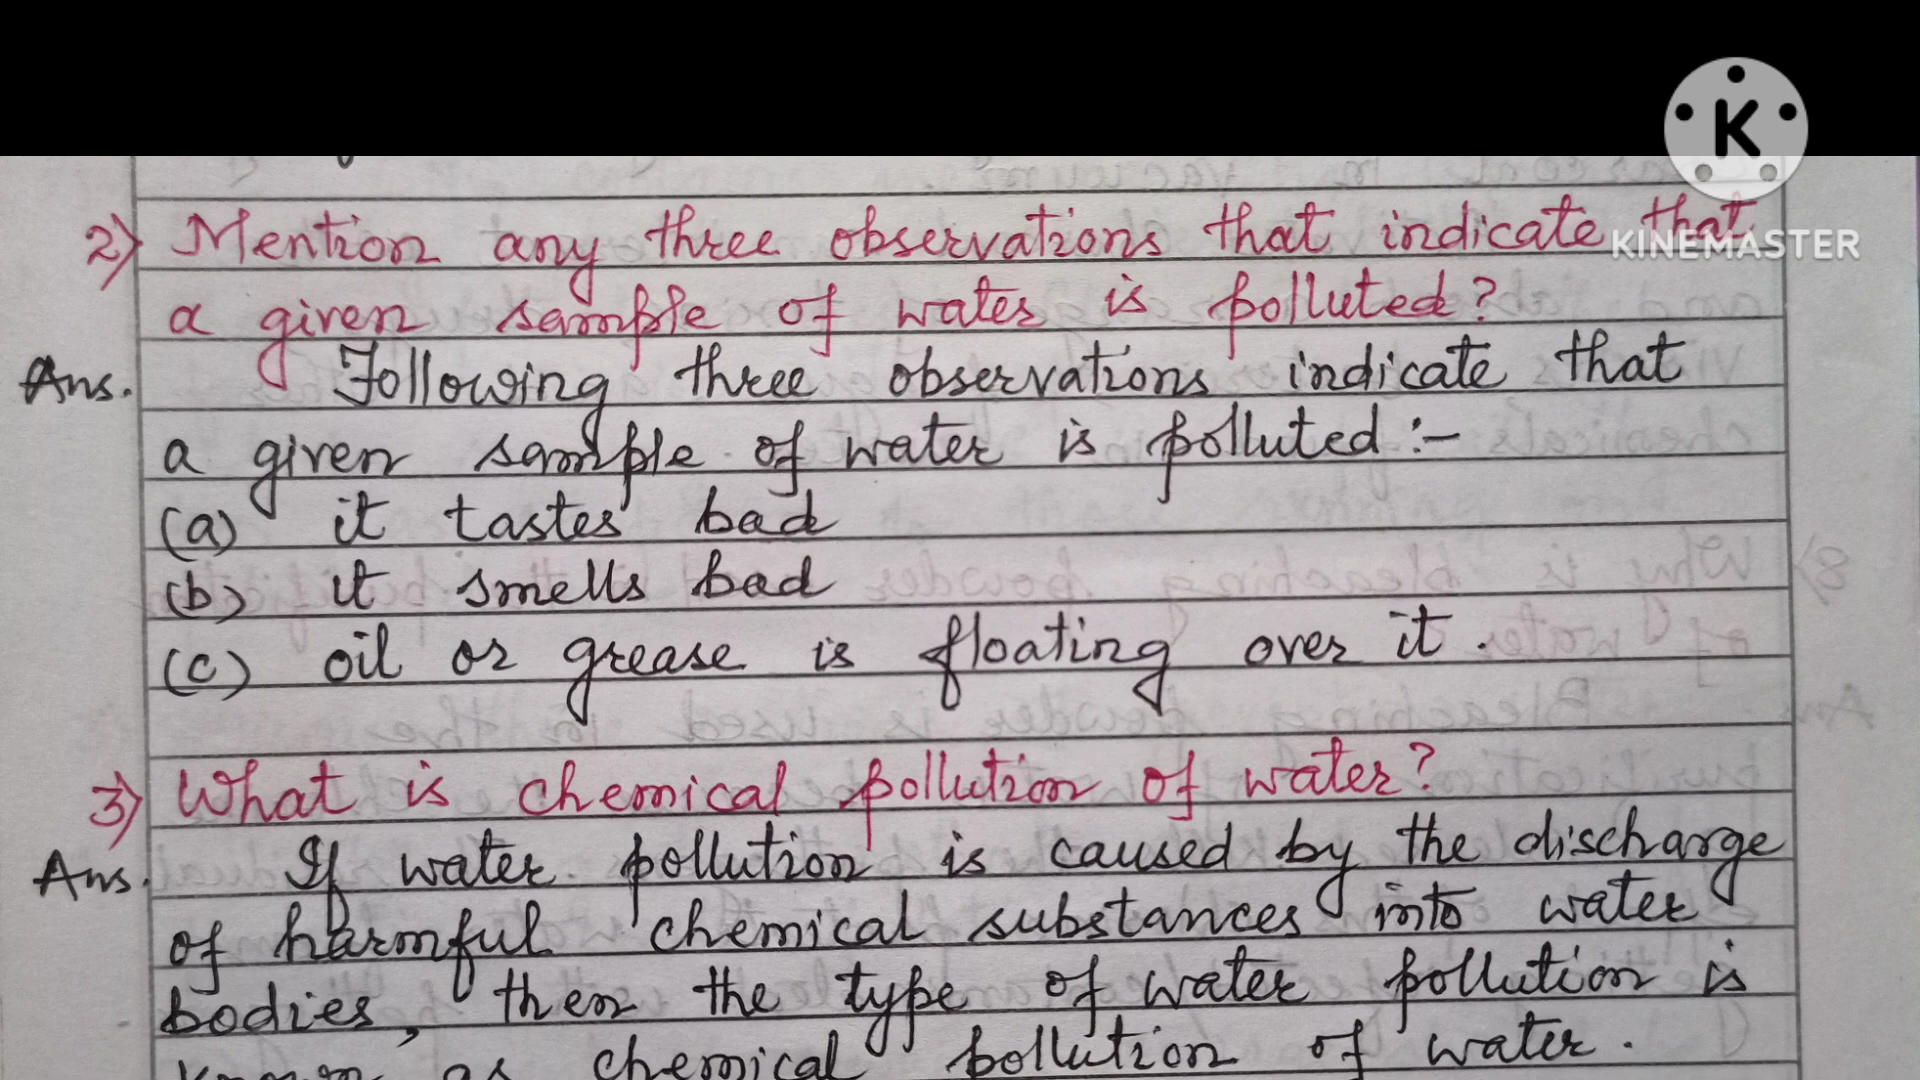 K
KINEMASTER
2) Mention any three observations that indicate that
a given sample of water is polluted?
Ans. Following three observations indicate that
a given sample of water is polluted :-
(a) it tastes bad
(b) it smells bad
(c) oil or grease is floating over it .
3) What is chemical pollution of water?
Ans. If water pollution is caused by the discharge
of harmful chemical substances into water
bodies, then the type of water pollution is
known as chemical pollution of water.